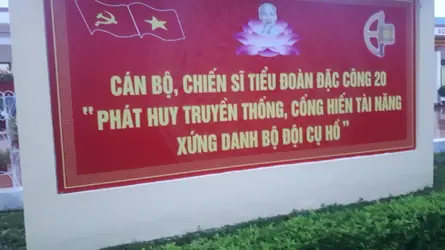 CÁN BỘ, CHIẾN SĨ TIỂU ĐOÀN ĐẶC CÔNG 20
"PHÁT HUY TRUYỀN THỐNG, CỐNG HIẾN TÀI NĂNG
XỨNG DANH BỘ ĐỘI CỤ HỒ"